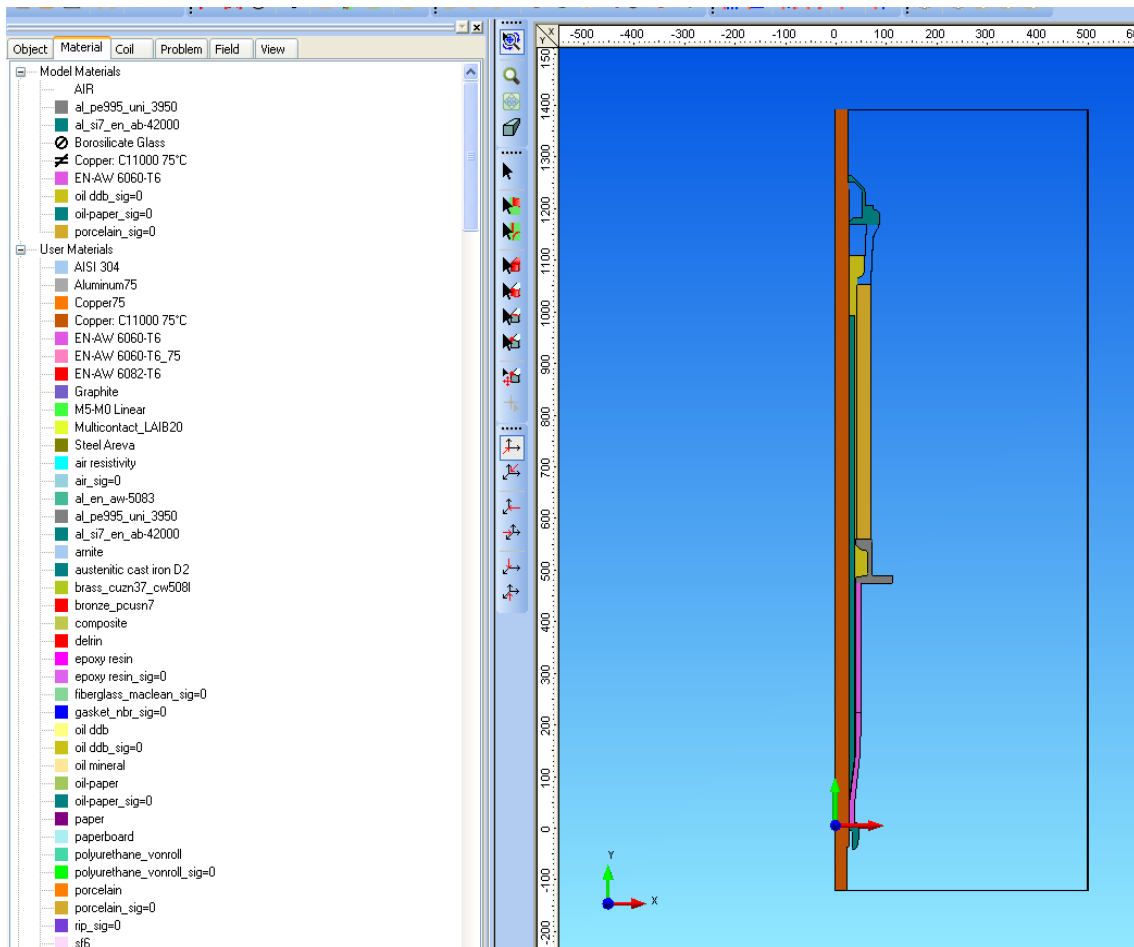 Object Material Coil Problem Field View
Model Materials
AIR
al_pe995_uni_3950
al_si7_en_ab-42000
Borosilicate Glass
Copper: C11000 75°C
EN-AW 6060-T6
oil ddb_sig=0
oil-paper_sig=0
porcelain_sig=0
User Materials
AISI 304
Aluminum75
Copper75
Copper: C11000 75°C
EN-AW 6060-T6
EN-AW 6060-T6_75
EN-AW 6082-T6
Graphite
M5-M0 Linear
Multicontact_LAIB20
Steel Areva
air resistivity
air_sig=0
al_en_aw-5083
al_pe995_uni_3950
al_si7_en_ab-42000
arnite
austenitic cast iron D2
brass_cuzn37_cw508l
bronze_pcusn7
composite
delrin
epoxy resin
epoxy resin_sig=0
fiberglass_maclean_sig=0
gasket_nbr_sig=0
oil ddb
oil ddb_sig=0
oil mineral
oil-paper
oil-paper_sig=0
paper
paperboard
polyurethane_vonroll
polyurethane_vonroll_sig=0
porcelain
porcelain_sig=0
rip_sig=0
sf6
X
Y
-500 -400 -300 -200 -100 0 100 200 300 400 500
1400
1300
1200
1100
1000
900
800
700
600
500
400
300
200
100
0
-100
-200
Y
X